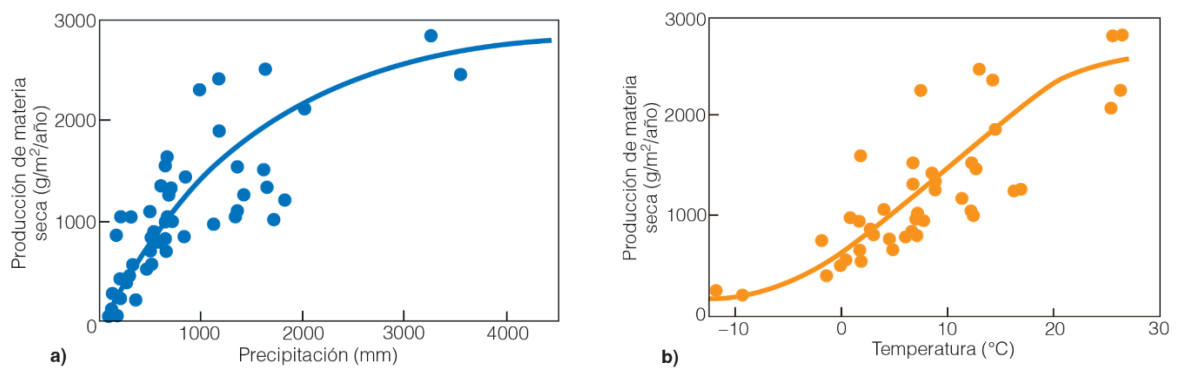 3000
2000
1000
0
1000
2000
3000
4000
Producción de materia
seca (g/m²/año)
Precipitación (mm)
a)
3000
2000
1000
0
−10
0
10
20
30
Producción de materia
seca (g/m²/año)
Temperatura (°C)
b)